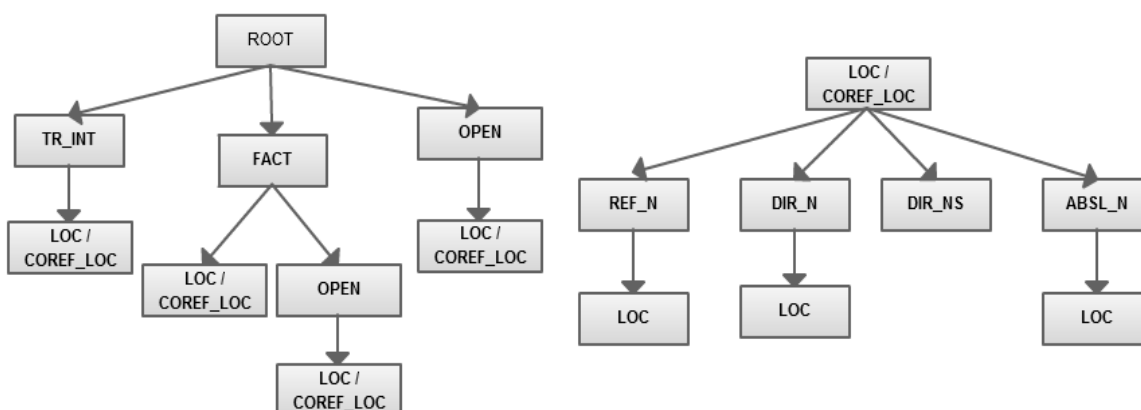 ROOT
TR_INT
FACT
OPEN
LOC /
COREF_LOC
LOC /
COREF_LOC
OPEN
LOC /
COREF_LOC
LOC /
COREF_LOC
LOC /
COREF_LOC
REF_N
DIR_N
DIR_NS
ABSL_N
LOC
LOC
LOC